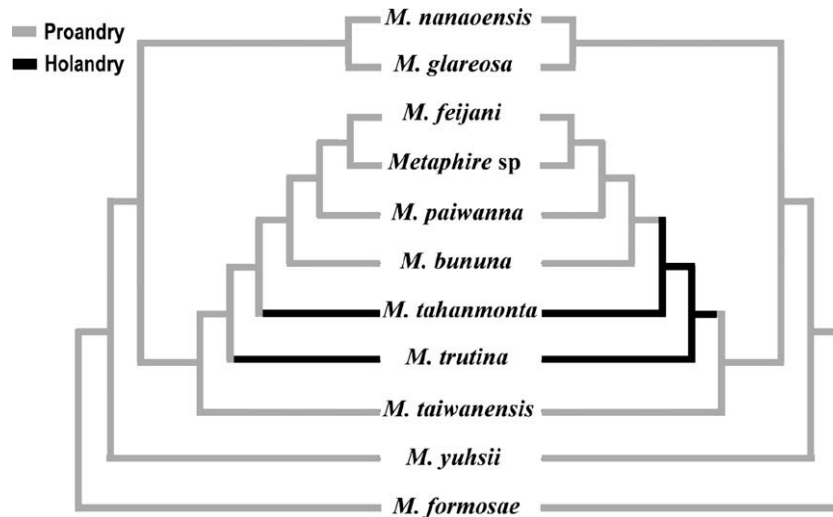 Proandry
Holandry
M. nanaoensis
M. glareosa
M. feijani
Metaphire sp
M. paiwanna
M. bununa
M. tahanmonta
M. trutina
M. taiwanensis
M. yuhsii
M. formosae